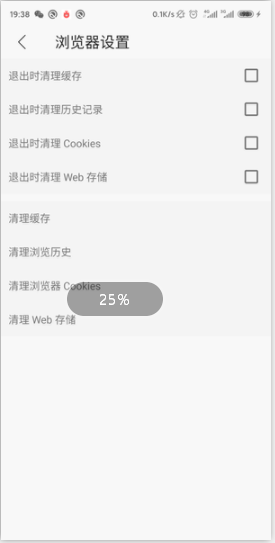 19:38 0.1K/s
浏览器设置
退出时清理缓存
退出时清理历史记录
退出时清理 Cookies
退出时清理 Web 存储
清理缓存
清理浏览历史
清理浏览器 Cookies
25%
清理 Web 存储